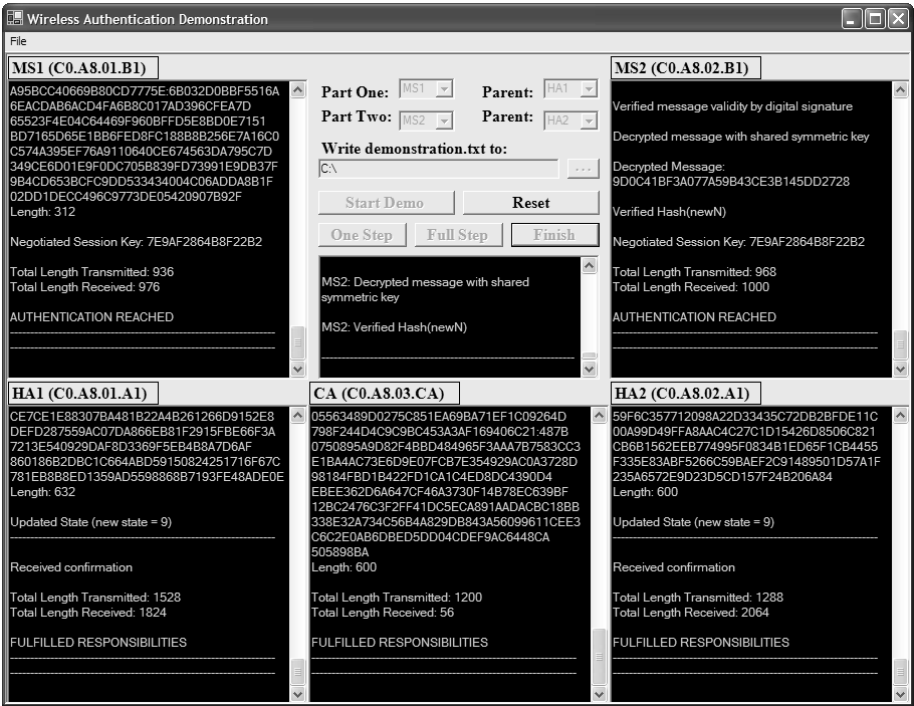 Wireless Authentication Demonstration
File
MS1 (C0.A8.01.B1)
A95BCC40669B80CD7775E:6B032D0BBF5516A
6EACDAB6ACD4FA6B8C017AD396CFEA7D
65523F4E04C64469F960BFFD5E8BD0E7151
BD7165D65E1BB6FED8FC188B8B256E7A16C0
C574A395EF76A9110640CE674563DA795C7D
349CE6D01E9F0DC705B839FD73991E9DB37F
9B4CD653BCFC9DD533434004C06ADDA8B1F
02DD1DECC496C9773DE05420907B92F
Length: 312
Negotiated Session Key: 7E9AF2864B8F22B2
Total Length Transmitted: 936
Total Length Received: 976
AUTHENTICATION REACHED
Part One: MS1 Parent: HA1
Part Two: MS2 Parent: HA2
Write demonstration.txt to:
C:\
...
Start Demo Reset
One Step Full Step Finish
MS2: Decrypted message with shared
symmetric key
MS2: Verified Hash(newN)
MS2 (C0.A8.02.B1)
Verified message validity by digital signature
Decrypted message with shared symmetric key
Decrypted Message:
9D0C41BF3A077A59B43CE3B145DD2728
Verified Hash(newN)
Negotiated Session Key: 7E9AF2864B8F22B2
Total Length Transmitted: 968
Total Length Received: 1000
AUTHENTICATION REACHED
HA1 (C0.A8.01.A1)
CE7CE1E88307BA481B22A4B261266D9152E8
DEFD287559AC07DA866EB81F2915FBE66F3A
7213E540929DAF8D3369F5EB4B8A7D6AF
860186B2DBC1C664ABD59150824251716F67C
781EB8B8ED1359AD5598868B7193FE48ADE0E
Length: 632
Updated State (new state = 9)
Received confirmation
Total Length Transmitted: 1528
Total Length Received: 1824
FULFILLED RESPONSIBILITIES
CA (C0.A8.03.CA)
05563489D0275C851EA69BA71EF1C09264D
798F244D4C9C9BC453A3AF169406C21:487B
0750895A9D82F4BBD484965F3AAA7B7583CC3
E1BA4AC73E6D9E07FCB7E354929AC0A3728D
98184FBD1B422FD1CA1C4ED8DC4390D4
EBEE362D6A647CF46A3730F14B78EC639BF
12BC2476C3F2FF41DC5ECA891AADACBC18BB
338E32A734C56B4A829DB843A56099611CEE3
C6C2E0AB6DBED5DD04CDEF9AC6448CA
505898BA
Length: 600
Total Length Transmitted: 1200
Total Length Received: 56
FULFILLED RESPONSIBILITIES
HA2 (C0.A8.02.A1)
59F6C357712098A22D33435C72DB2BFDE11C
00A99D49FFA8AAC4C27C1D15426D8506C821
CB6B1562EEB774995F0834B1ED65F1CB4455
F335E83ABF5266C59BAEF2C91489501D57A1F
235A6572E9D23D5CD157F24B206A84
Length: 600
Updated State (new state = 9)
Received confirmation
Total Length Transmitted: 1288
Total Length Received: 2064
FULFILLED RESPONSIBILITIES